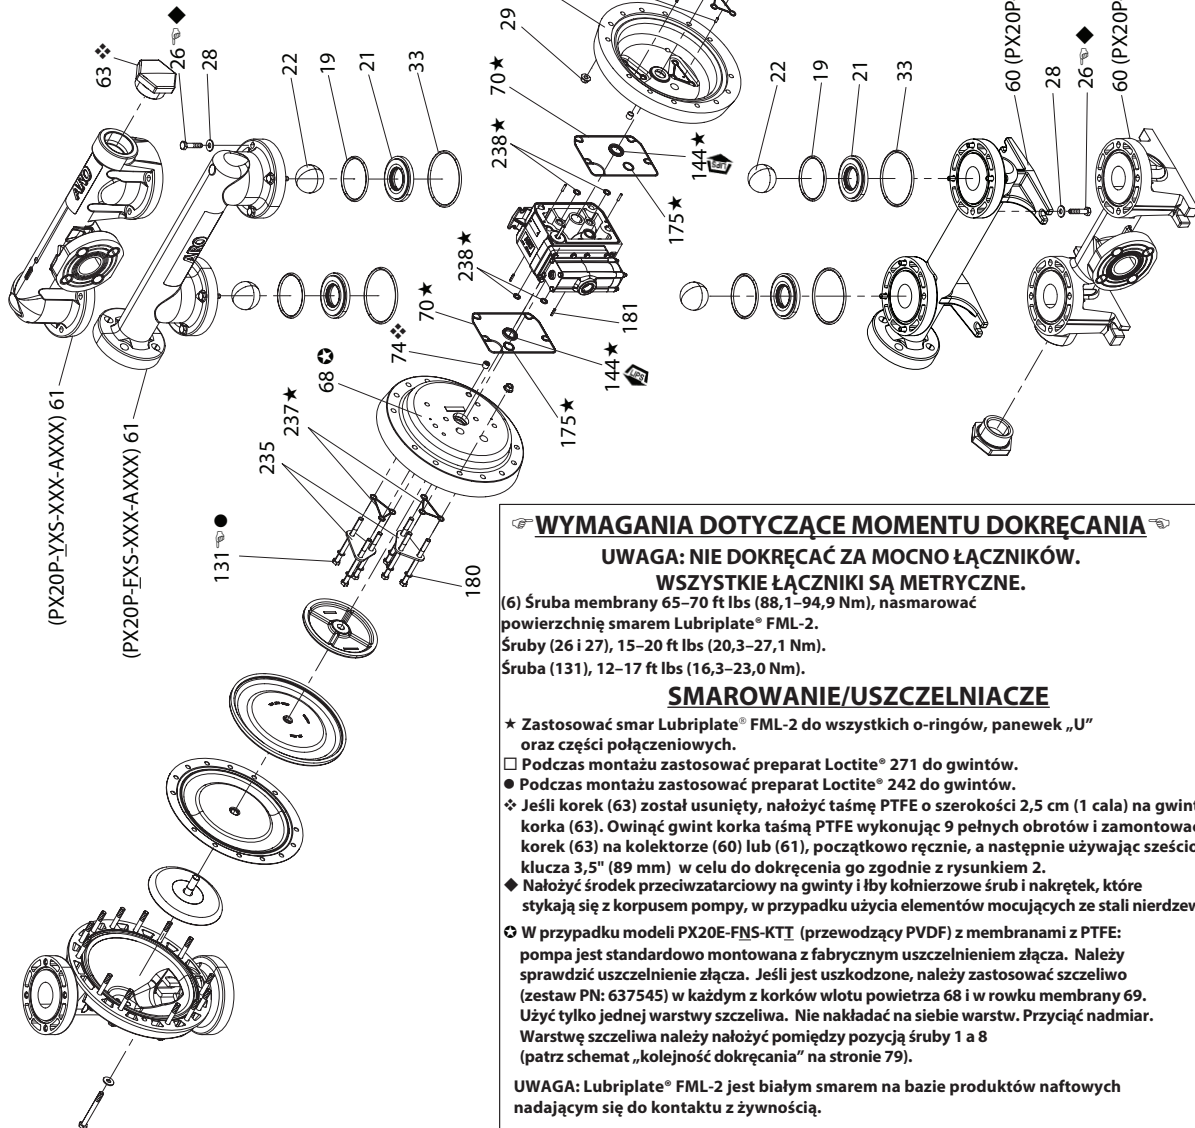 63 ❖
26 ☞ ◆
28
22
19
21
33
29
70 ★
238 ★
144 ★
175 ★
22
19
21
33
60 (PX20P
28
26 ☞ ◆
60 (PX20P
ARO
ARO
238 ★
70 ★
74 ❖
68 ✪
181
144 ★
LIPS
175 ★
237 ★
235
131 ☞ ●
180
(PX20P-YXS-XXX-AXXX) 61
(PX20P-FXS-XXX-AXXX) 61
☞ WYMAGANIA DOTYCZĄCE MOMENTU DOKRĘCANIA ☜
UWAGA: NIE DOKRĘCAĆ ZA MOCNO ŁĄCZNIKÓW.
WSZYSTKIE ŁĄCZNIKI SĄ METRYCZNE.
(6) Śruba membrany 65–70 ft lbs (88,1–94,9 Nm), nasmarować
powierzchnię smarem Lubriplate® FML-2.
Śruby (26 i 27), 15–20 ft lbs (20,3–27,1 Nm).
Śruba (131), 12–17 ft lbs (16,3–23,0 Nm).
SMAROWANIE/USZCZELNIACZE
★ Zastosować smar Lubriplate® FML-2 do wszystkich o-ringów, panewek „U”
oraz części połączeniowych.
□ Podczas montażu zastosować preparat Loctite® 271 do gwintów.
● Podczas montażu zastosować preparat Loctite® 242 do gwintów.
❖ Jeśli korek (63) został usunięty, nałożyć taśmę PTFE o szerokości 2,5 cm (1 cala) na gwint
korka (63). Owinąć gwint korka taśmą PTFE wykonując 9 pełnych obrotów i zamontować
korek (63) na kolektorze (60) lub (61), początkowo ręcznie, a następnie używając sześcio
klucza 3,5" (89 mm) w celu do dokręcenia go zgodnie z rysunkiem 2.
◆ Nałożyć środek przeciwzatarciowy na gwinty i łby kołnierzowe śrub i nakrętek, które
stykają się z korpusem pompy, w przypadku użycia elementów mocujących ze stali nierdzew
✪ W przypadku modeli PX20E-FNS-KTT (przewodzący PVDF) z membranami z PTFE:
pompa jest standardowo montowana z fabrycznym uszczelnieniem złącza. Należy
sprawdzić uszczelnienie złącza. Jeśli jest uszkodzone, należy zastosować szczeliwo
(zestaw PN: 637545) w każdym z korków wlotu powietrza 68 i w rowku membrany 69.
Użyć tylko jednej warstwy szczeliwa. Nie nakładać na siebie warstw. Przyciąć nadmiar.
Warstwę szczeliwa należy nałożyć pomiędzy pozycją śruby 1 a 8
(patrz schemat „kolejność dokręcania” na stronie 79).
UWAGA: Lubriplate® FML-2 jest białym smarem na bazie produktów naftowych
nadającym się do kontaktu z żywnością.